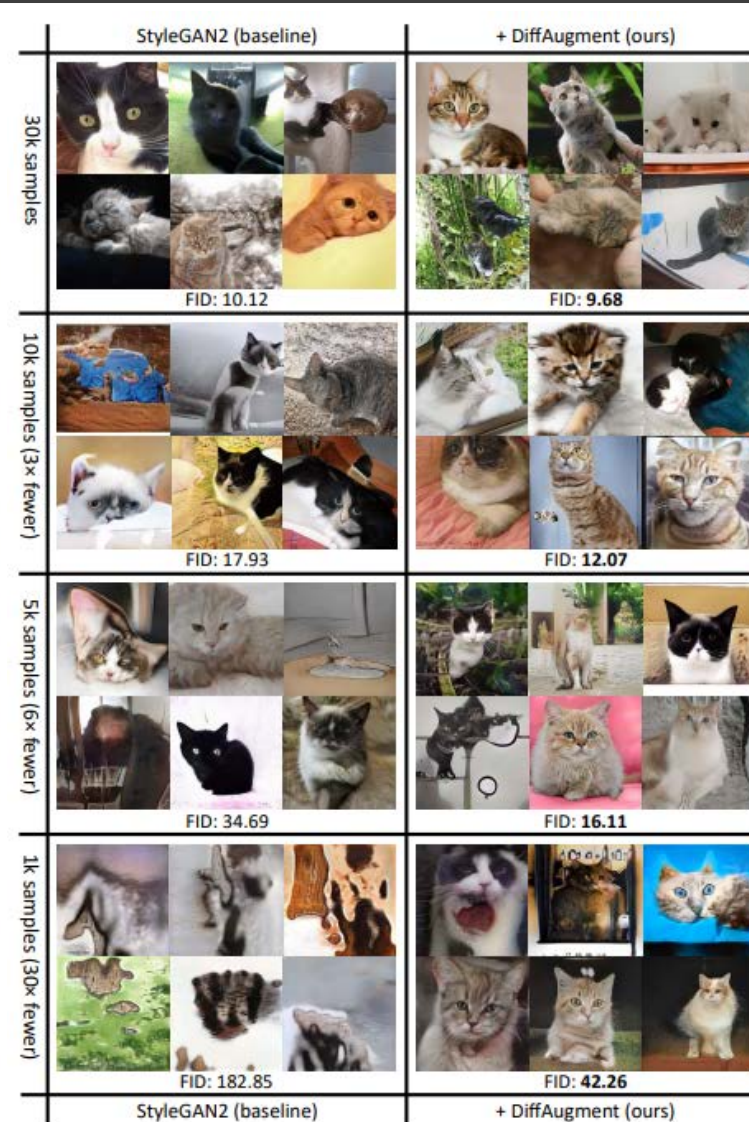 StyleGAN2 (baseline)
+ DiffAugment (ours)
30k samples
FID: 10.12
FID: 9.68
10k samples (3× fewer)
FID: 17.93
FID: 12.07
5k samples (6× fewer)
FID: 34.69
FID: 16.11
1k samples (30× fewer)
FID: 182.85
FID: 42.26
StyleGAN2 (baseline)
+ DiffAugment (ours)